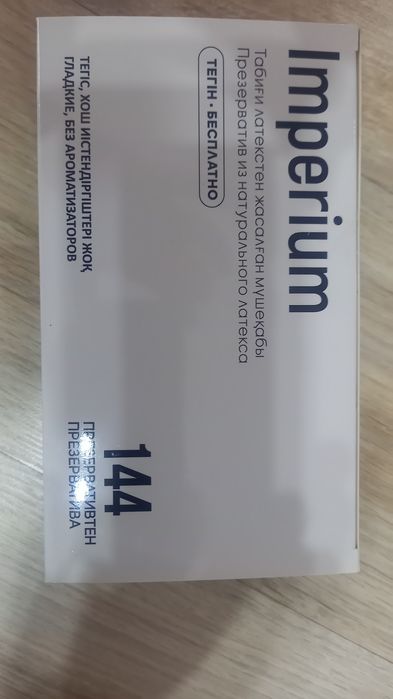 Imperium
Табиғи латекстен жасалған мүшеқабы
Презерватив из натурального латекса
ТЕГІН · БЕСПЛАТНО
ТЕГІС, ХОШ ИІСТЕНДІРГІШТЕРІ ЖОҚ
ГЛАДКИЕ, БЕЗ АРОМАТИЗАТОРОВ
144
ПРЕЗЕРВАТИВТЕН
ПРЕЗЕРВАТИВА